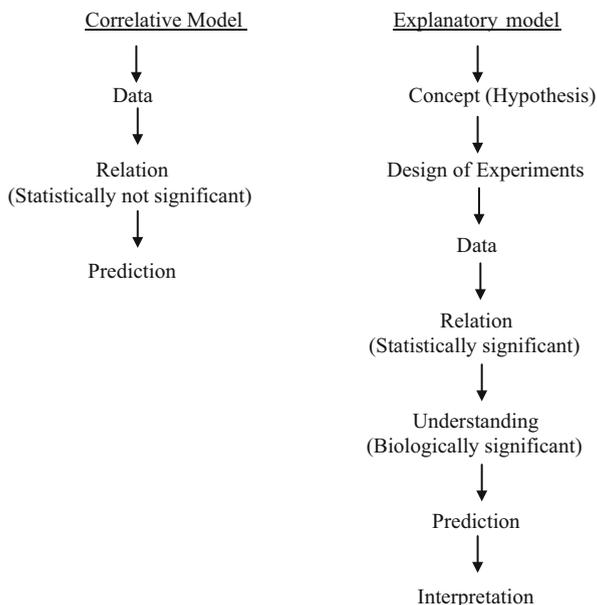 Correlative Model
Data
Relation
(Statistically not significant)
Prediction
Explanatory model
Concept (Hypothesis)
Design of Experiments
Data
Relation
(Statistically significant)
Understanding
(Biologically significant)
Prediction
Interpretation